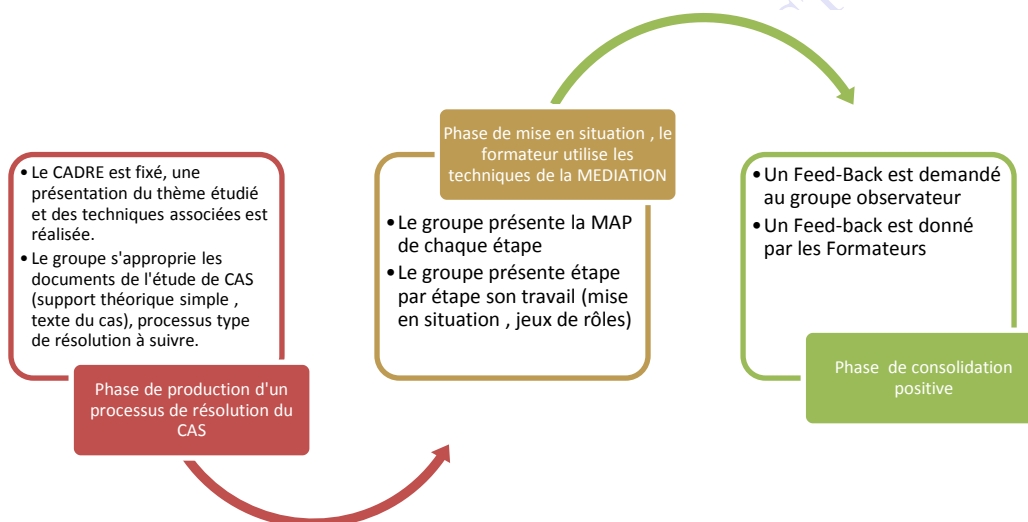 • Le CADRE est fixé, une
présentation du thème étudié
et des techniques associées est
réalisée.
• Le groupe s'approprie les
documents de l'étude de CAS
(support théorique simple ,
texte du cas), processus type
de résolution à suivre.
Phase de production d'un
processus de résolution du
CAS
Phase de mise en situation , le
formateur utilise les
techniques de la MEDIATION
• Le groupe présente la MAP
de chaque étape
• Le groupe présente étape
par étape son travail (mise
en situation , jeux de rôles)
• Un Feed-Back est demandé
au groupe observateur
• Un Feed-back est donné
par les Formateurs
Phase de consolidation
positive